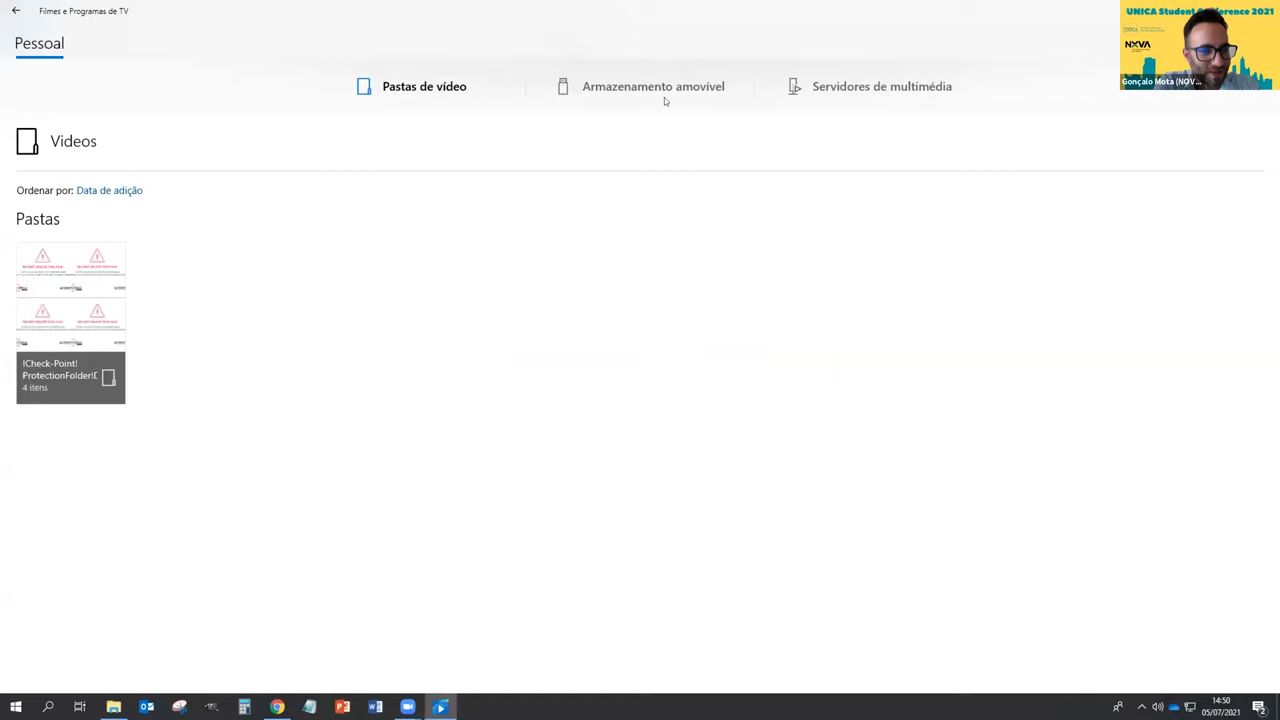 Filmes e Programas de TV
Pessoal
Pastas de vídeo
Armazenamento amovível
Servidores de multimédia
Videos
Ordenar por: Data de adição
Pastas
!Check-Point!
ProtectionFolder!D
4 itens
UNICA Student Conference 2021
UNICA
NOVA
Gonçalo Mota (NOV...
14:50
05/07/2021
2